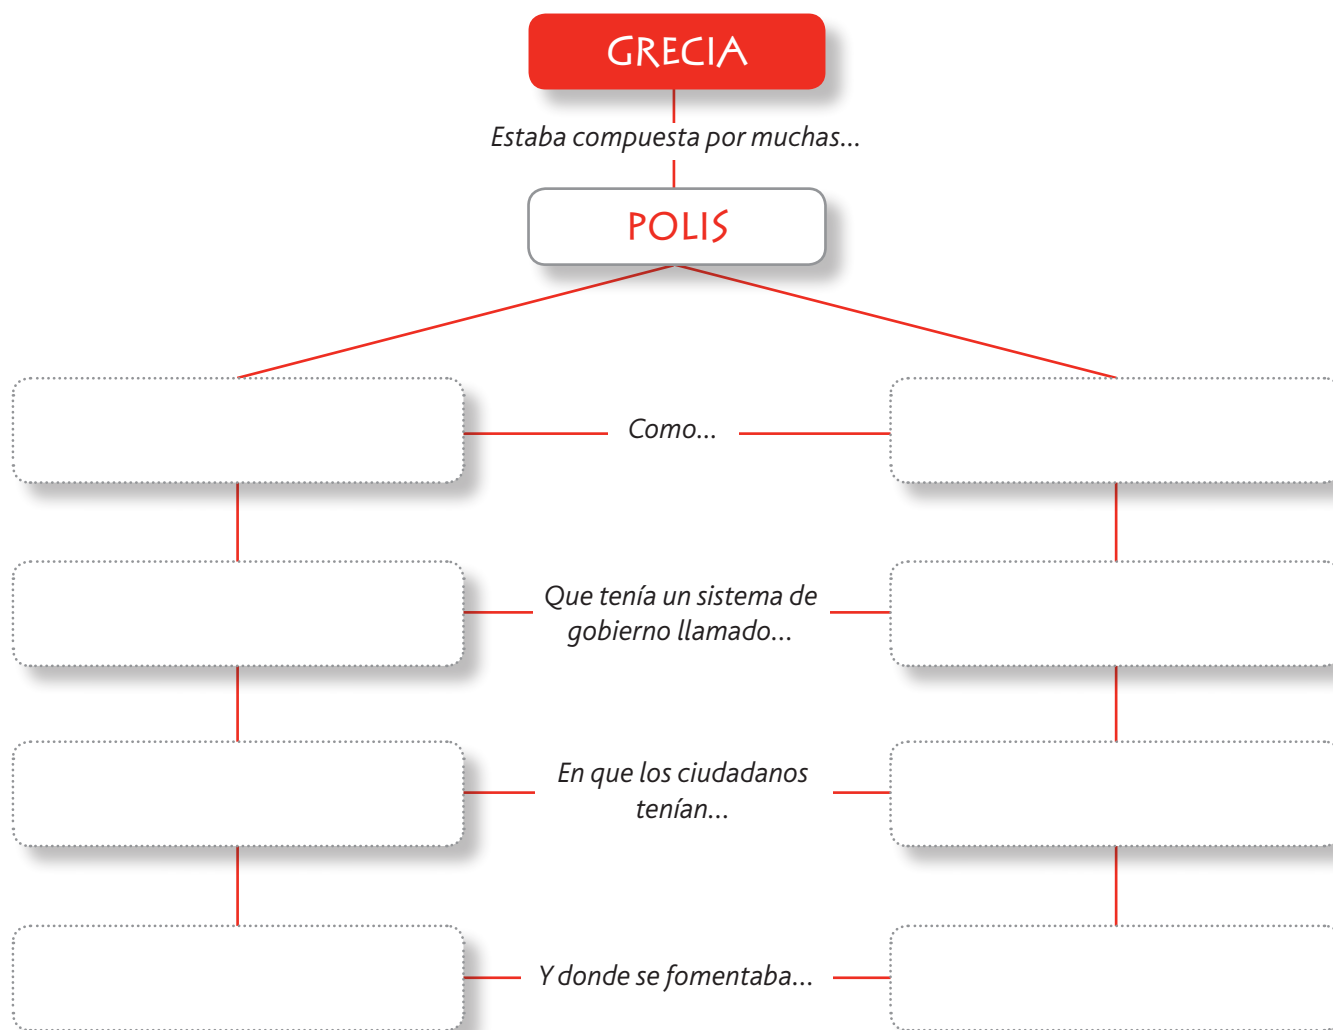 GRECIA
Estaba compuesta por muchas...
POLIS
Como...
Que tenía un sistema de
gobierno llamado...
En que los ciudadanos
tenían...
Y donde se fomentaba...